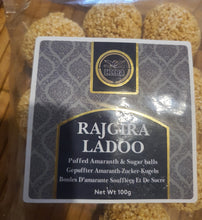 RAJGIRA
LADOO
Puffed Amaranth & Sugar balls
Gepuffter Amaranth-Zucker-Kugeln
Boules D'amarante Soufflées Et De Sucre
Net Wt 100g